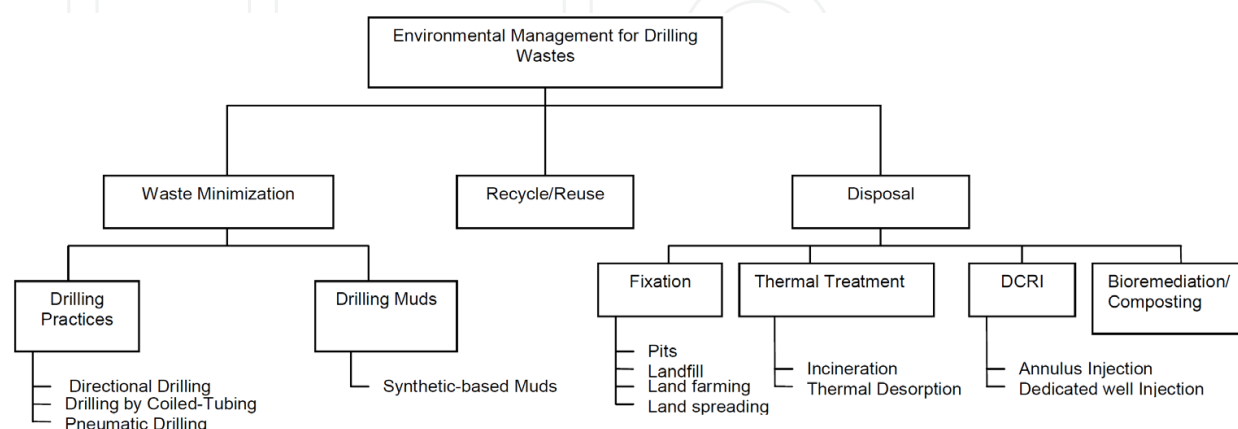 Environmental Management for Drilling
Wastes
Waste Minimization
Recycle/Reuse
Disposal
Drilling
Practices
Drilling Muds
Fixation
Thermal Treatment
DCRI
Bioremediation/
Composting
Directional Drilling
Drilling by Coiled-Tubing
Pneumatic Drilling
Synthetic-based Muds
Pits
Landfill
Land farming
Land spreading
Incineration
Thermal Desorption
Annulus Injection
Dedicated well Injection